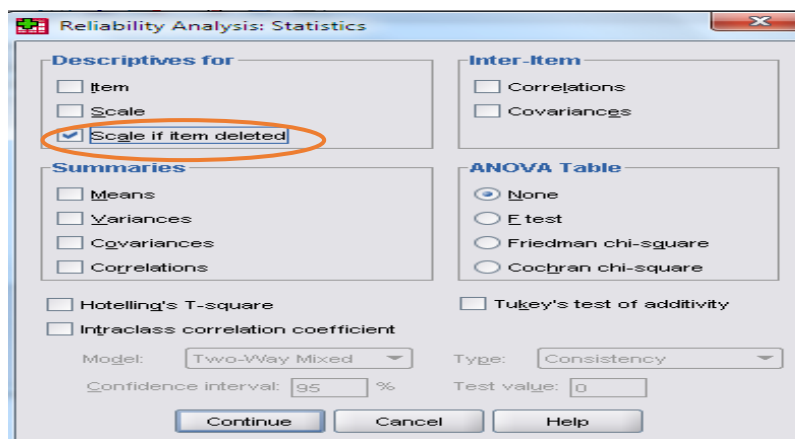 Reliability Analysis: Statistics
Descriptives for
Item
Scale
Scale if item deleted
Inter-Item
Correlations
Covariances
Summaries
Means
Variances
Covariances
Correlations
ANOVA Table
None
F test
Friedman chi-square
Cochran chi-square
Hotelling's T-square
Tukey's test of additivity
Intraclass correlation coefficient
Model: Two-Way Mixed Type: Consistency
Confidence interval: 95 % Test value: 0
Continue Cancel Help